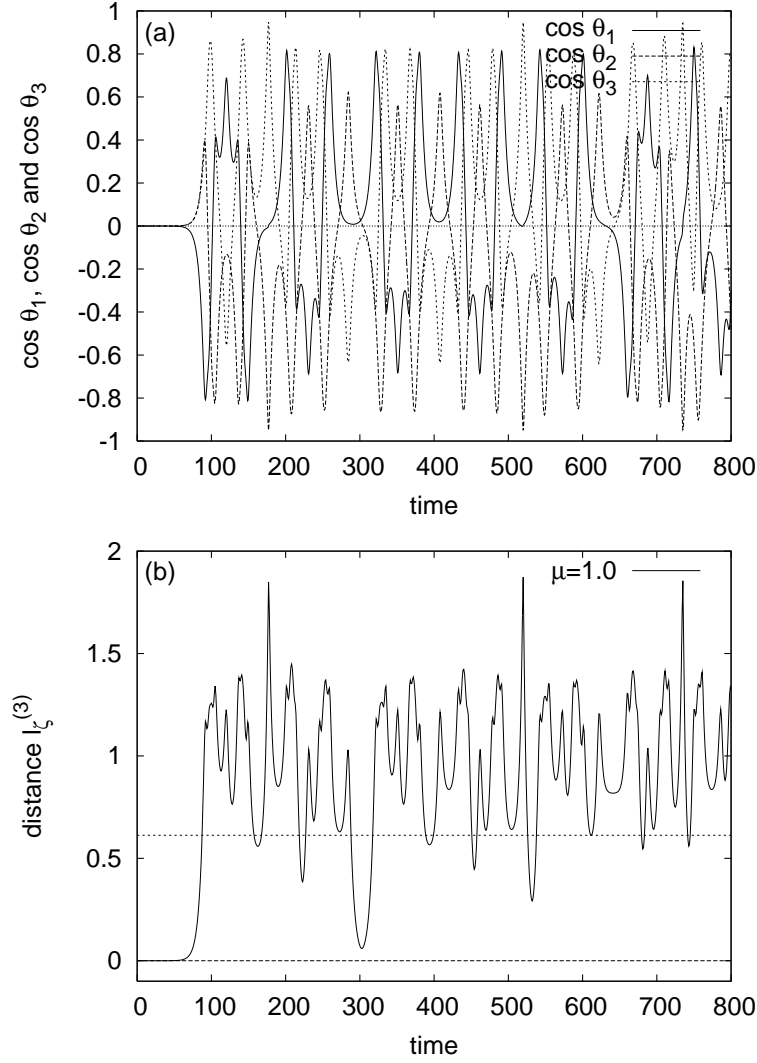 (a)
cos θ1
cos θ2
cos θ3
1
0.8
0.6
0.4
0.2
0
-0.2
-0.4
-0.6
-0.8
-1
cos θ1, cos θ2 and cos θ3
0 100 200 300 400 500 600 700 800
time
(b)
μ=1.0
2
1.5
1
0.5
0
distance lζ(3)
0 100 200 300 400 500 600 700 800
time